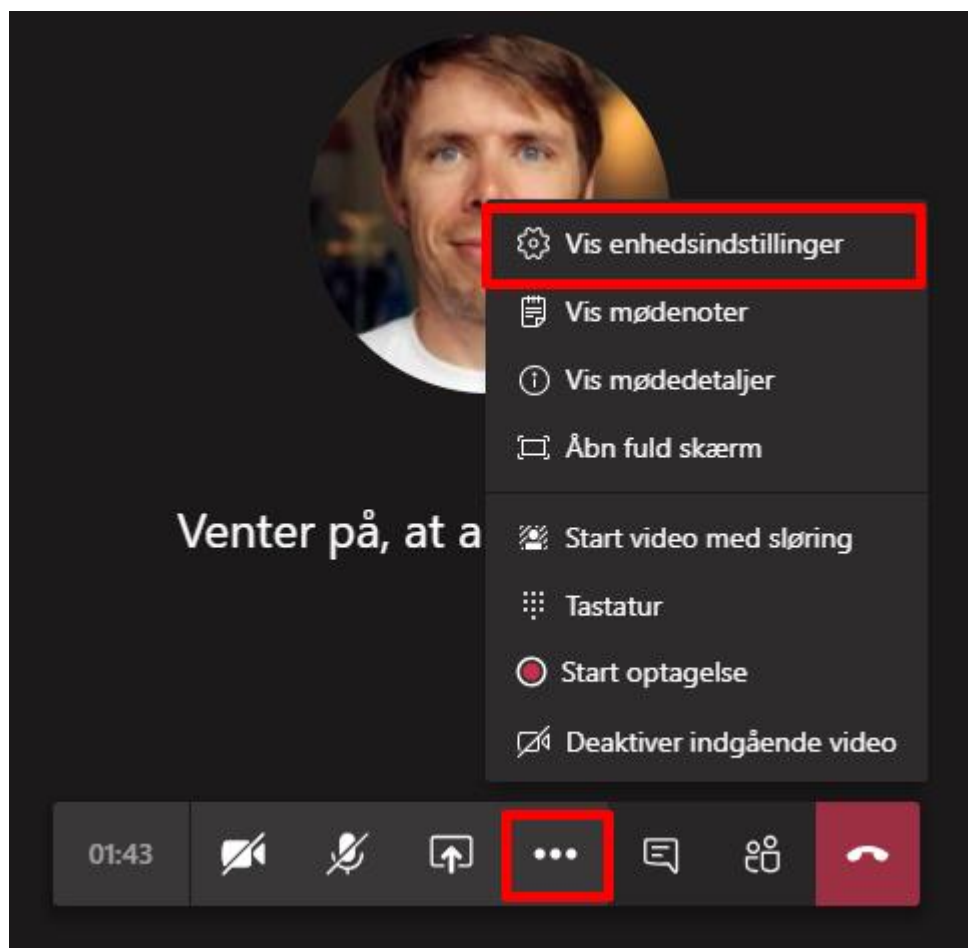 Vis enhedsindstillinger
Vis mødenoter
Vis mødedetaljer
Åbn fuld skærm
Venter på, at a
Start video med sløring
Tastatur
Start optagelse
Deaktiver indgående video
01:43